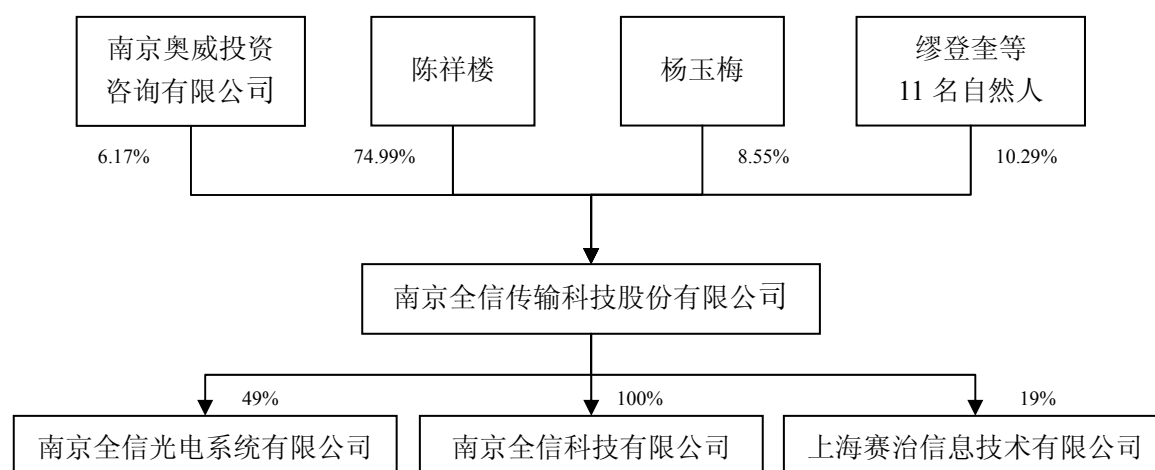 南京奥威投资
咨询有限公司
陈祥楼
杨玉梅
缪登奎等
11 名自然人
6.17%
74.99%
8.55%
10.29%
南京全信传输科技股份有限公司
49%
100%
19%
南京全信光电系统有限公司
南京全信科技有限公司
上海赛治信息技术有限公司